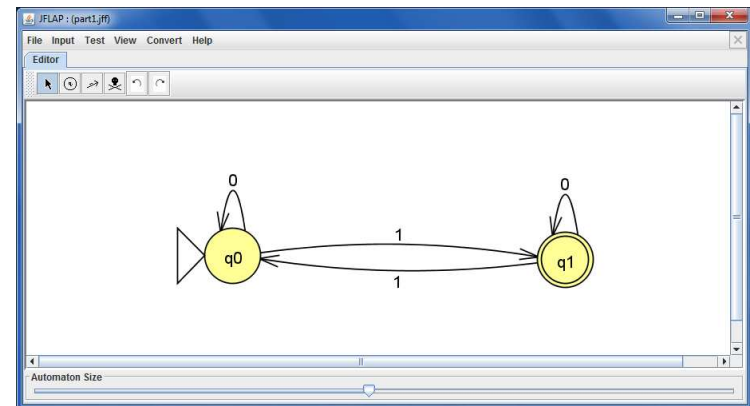 JFLAP : (part1.jff)
File Input Test View Convert Help
Editor
0
0
1
q0
q1
1
Automaton Size